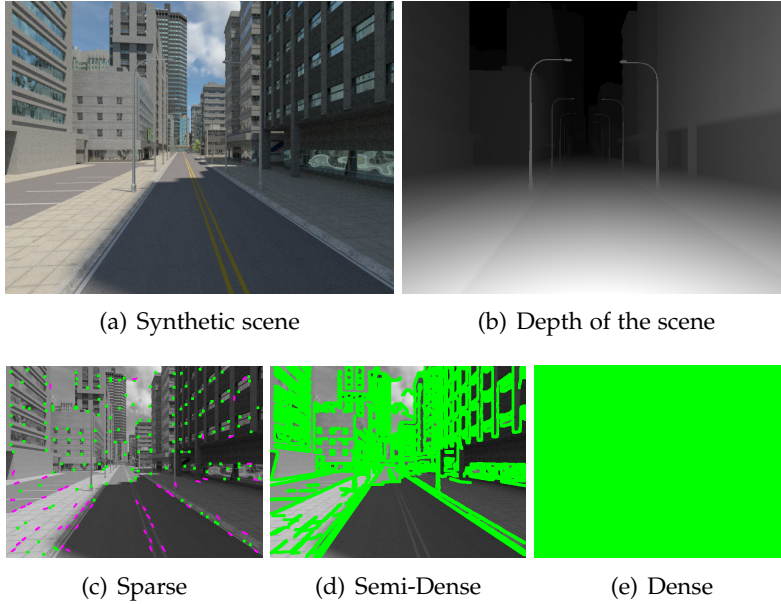 (a) Synthetic scene
(b) Depth of the scene
(c) Sparse
(d) Semi-Dense
(e) Dense